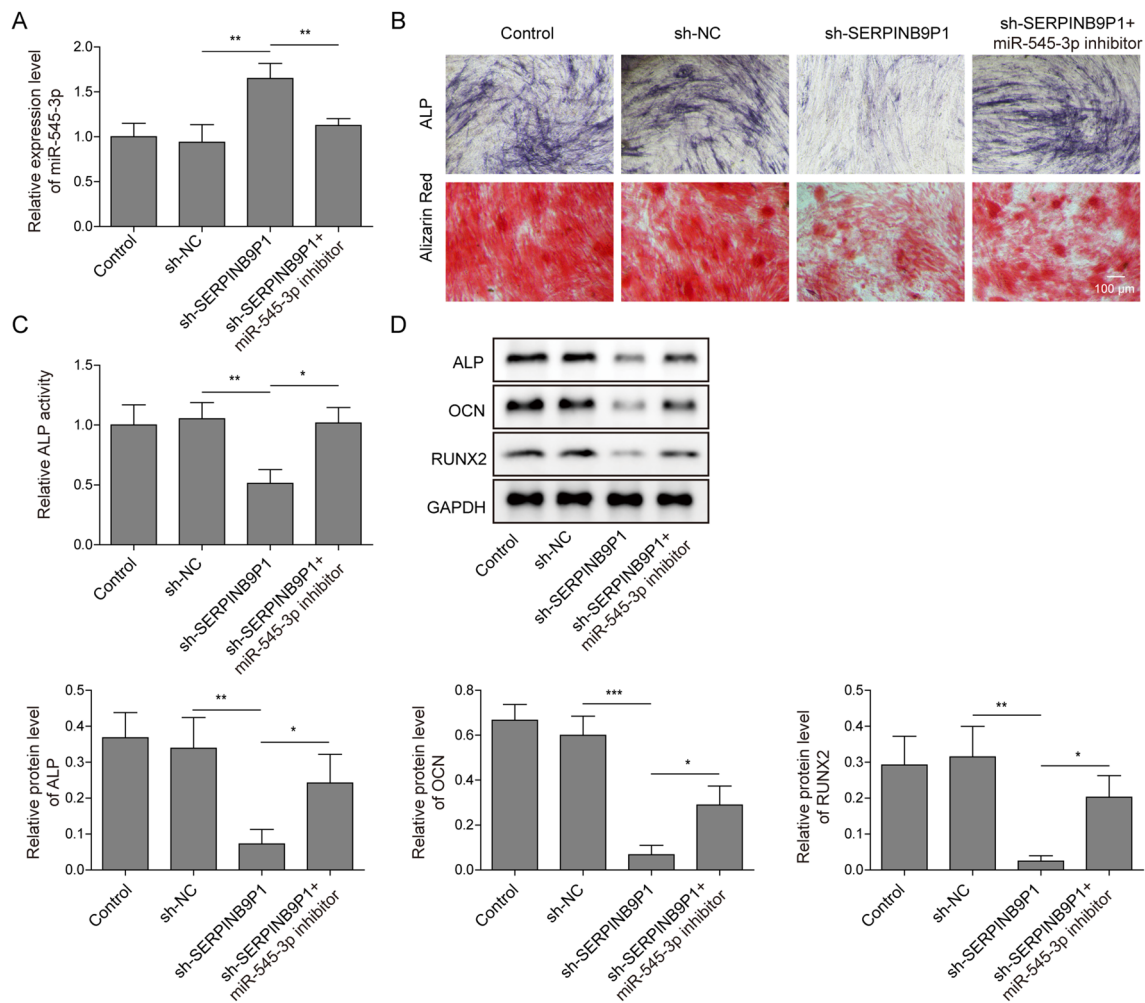 A
Relative expression level
of miR-545-3p
2.0
1.5
1.0
0.5
0.0
**
**
Control
sh-NC
sh-SERPINB9P1
sh-SERPINB9P1+
miR-545-3p inhibitor
B
Control
sh-NC
sh-SERPINB9P1
sh-SERPINB9P1+
miR-545-3p inhibitor
ALP
Alizarin Red
100 μm
C
Relative ALP activity
1.5
1.0
0.5
0.0
**
*
Control
sh-NC
sh-SERPINB9P1
sh-SERPINB9P1+
miR-545-3p inhibitor
D
ALP
OCN
RUNX2
GAPDH
Control
sh-NC
sh-SERPINB9P1
sh-SERPINB9P1+
miR-545-3p inhibitor
Relative protein level
of ALP
0.5
0.4
0.3
0.2
0.1
0.0
**
*
Control
sh-NC
sh-SERPINB9P1
sh-SERPINB9P1+
miR-545-3p inhibitor
Relative protein level
of OCN
0.8
0.6
0.4
0.2
0.0
***
*
Control
sh-NC
sh-SERPINB9P1
sh-SERPINB9P1+
miR-545-3p inhibitor
Relative protein level
of RUNX2
0.5
0.4
0.3
0.2
0.1
0.0
**
*
Control
sh-NC
sh-SERPINB9P1
sh-SERPINB9P1+
miR-545-3p inhibitor